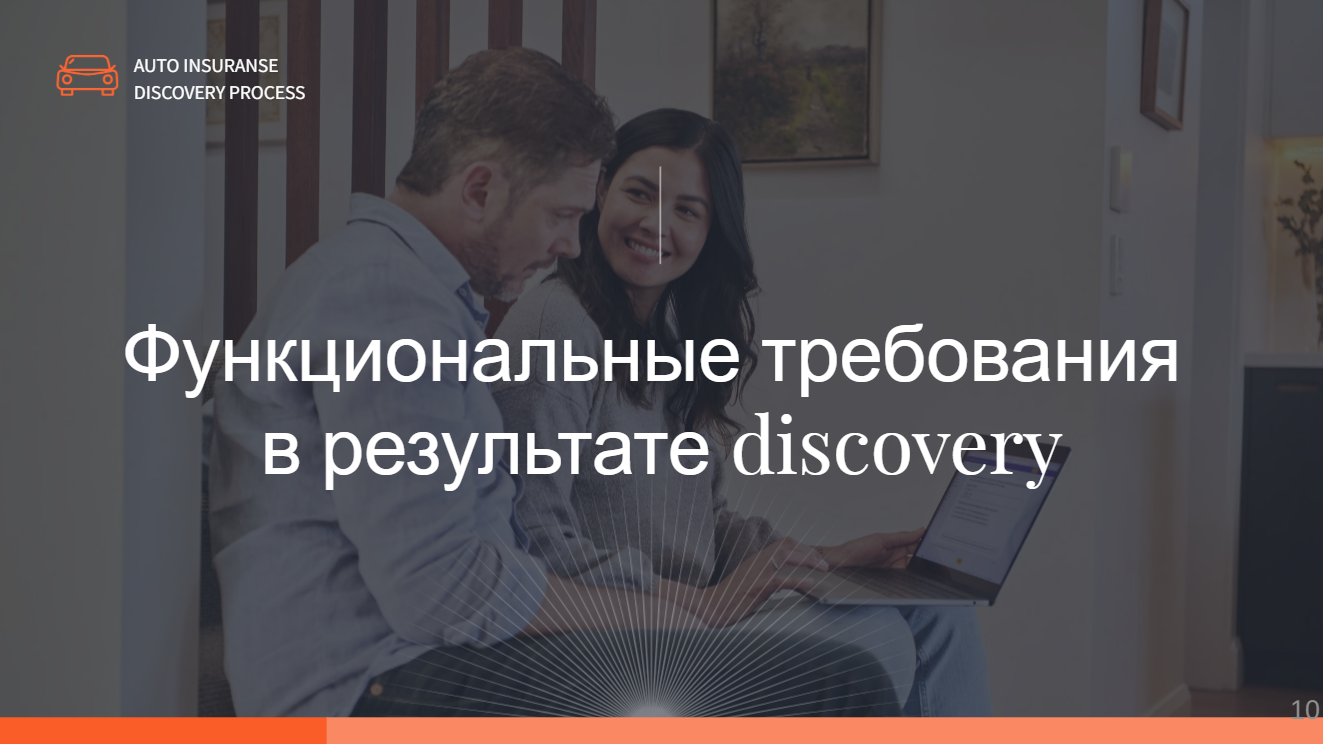 AUTO INSURANSE
DISCOVERY PROCESS
Функциональные требования
в результате discovery
10